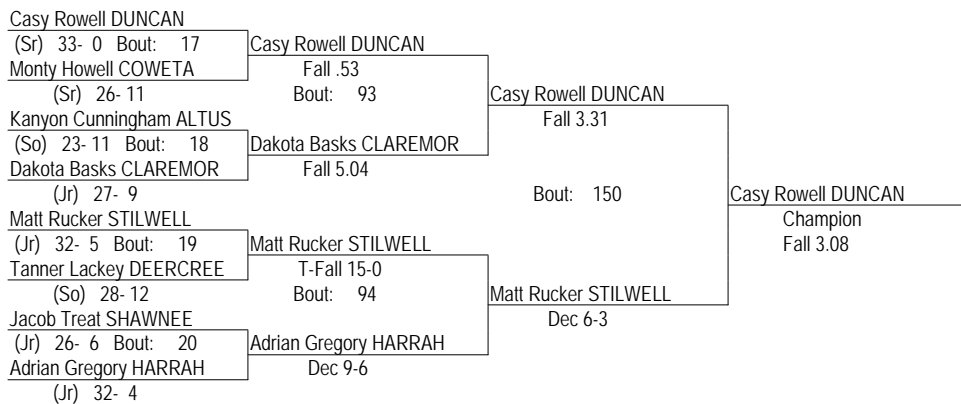 Casy Rowell DUNCAN
(Sr) 33- 0 Bout: 17
Monty Howell COWETA
(Sr) 26- 11
Kanyon Cunningham ALTUS
(So) 23- 11 Bout: 18
Dakota Basks CLAREMOR
(Jr) 27- 9
Matt Rucker STILWELL
(Jr) 32- 5 Bout: 19
Tanner Lackey DEERCREE
(So) 28- 12
Jacob Treat SHAWNEE
(Jr) 26- 6 Bout: 20
Adrian Gregory HARRAH
(Jr) 32- 4
Casy Rowell DUNCAN
Fall .53
Bout: 93
Dakota Basks CLAREMOR
Fall 5.04
Matt Rucker STILWELL
T-Fall 15-0
Bout: 94
Adrian Gregory HARRAH
Dec 9-6
Casy Rowell DUNCAN
Fall 3.31
Bout: 150
Matt Rucker STILWELL
Dec 6-3
Casy Rowell DUNCAN
Champion
Fall 3.08